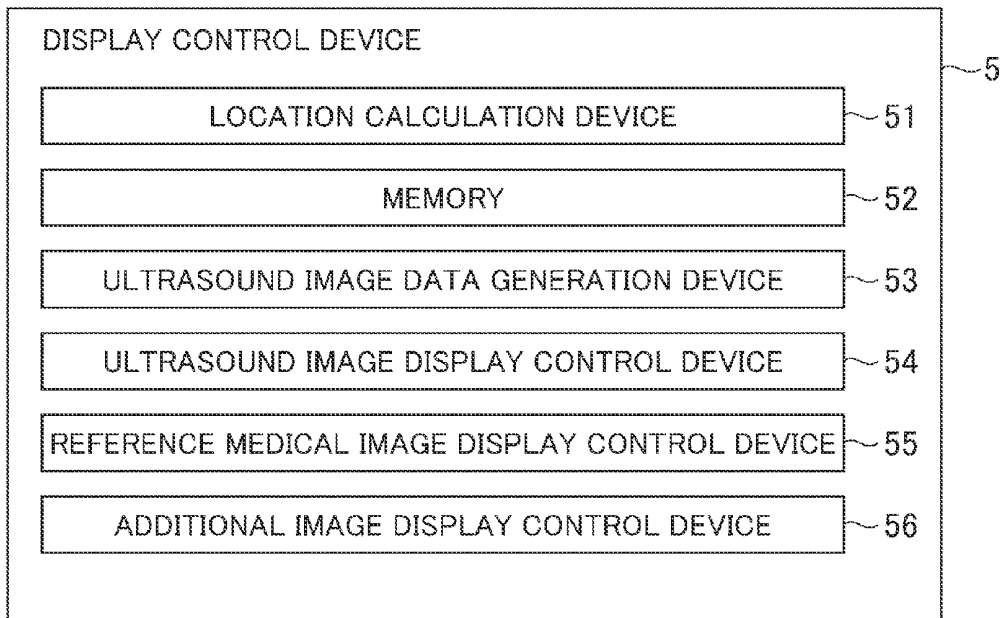 DISPLAY CONTROL DEVICE
5
LOCATION CALCULATION DEVICE 51
MEMORY 52
ULTRASOUND IMAGE DATA GENERATION DEVICE 53
ULTRASOUND IMAGE DISPLAY CONTROL DEVICE 54
REFERENCE MEDICAL IMAGE DISPLAY CONTROL DEVICE 55
ADDITIONAL IMAGE DISPLAY CONTROL DEVICE 56